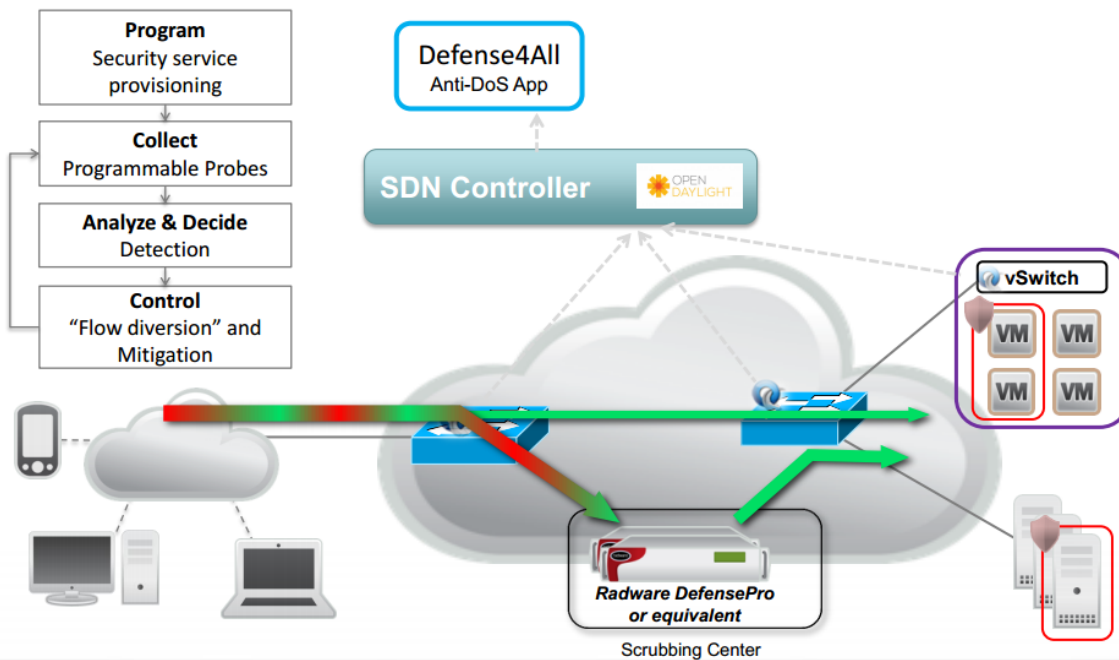 Program
Security service
provisioning
Collect
Programmable Probes
Analyze & Decide
Detection
Control
“Flow diversion” and
Mitigation
Defense4All
Anti-DoS App
SDN Controller
OPEN
DAYLIGHT
vSwitch
VM
VM
VM
VM
Radware DefensePro
or equivalent
Scrubbing Center